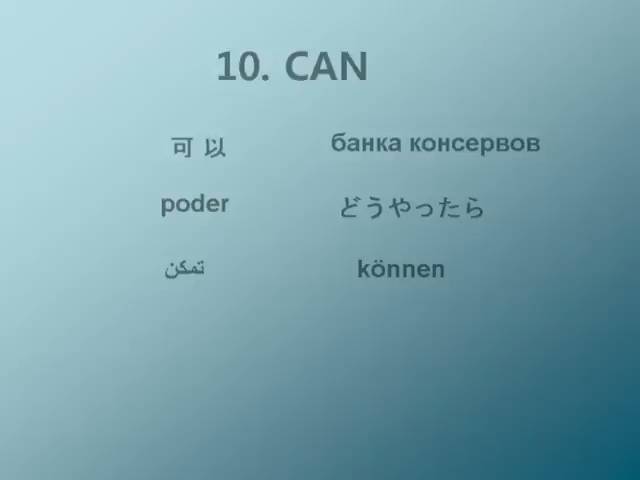 10. CAN
可 以
банка консервов
poder
どうやったら
تمكن
können